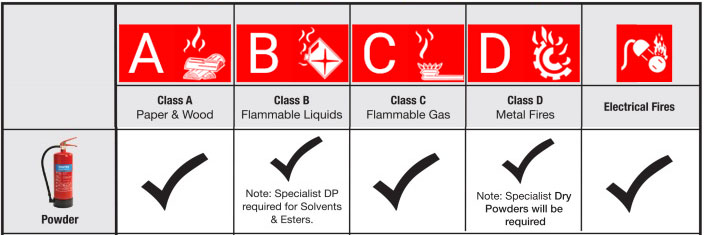 A
B
C
D
Class A
Paper & Wood
Class B
Flammable Liquids
Class C
Flammable Gas
Class D
Metal Fires
Electrical Fires
Powder
Note: Specialist DP
required for Solvents
& Esters.
Note: Specialist Dry
Powders will be
required